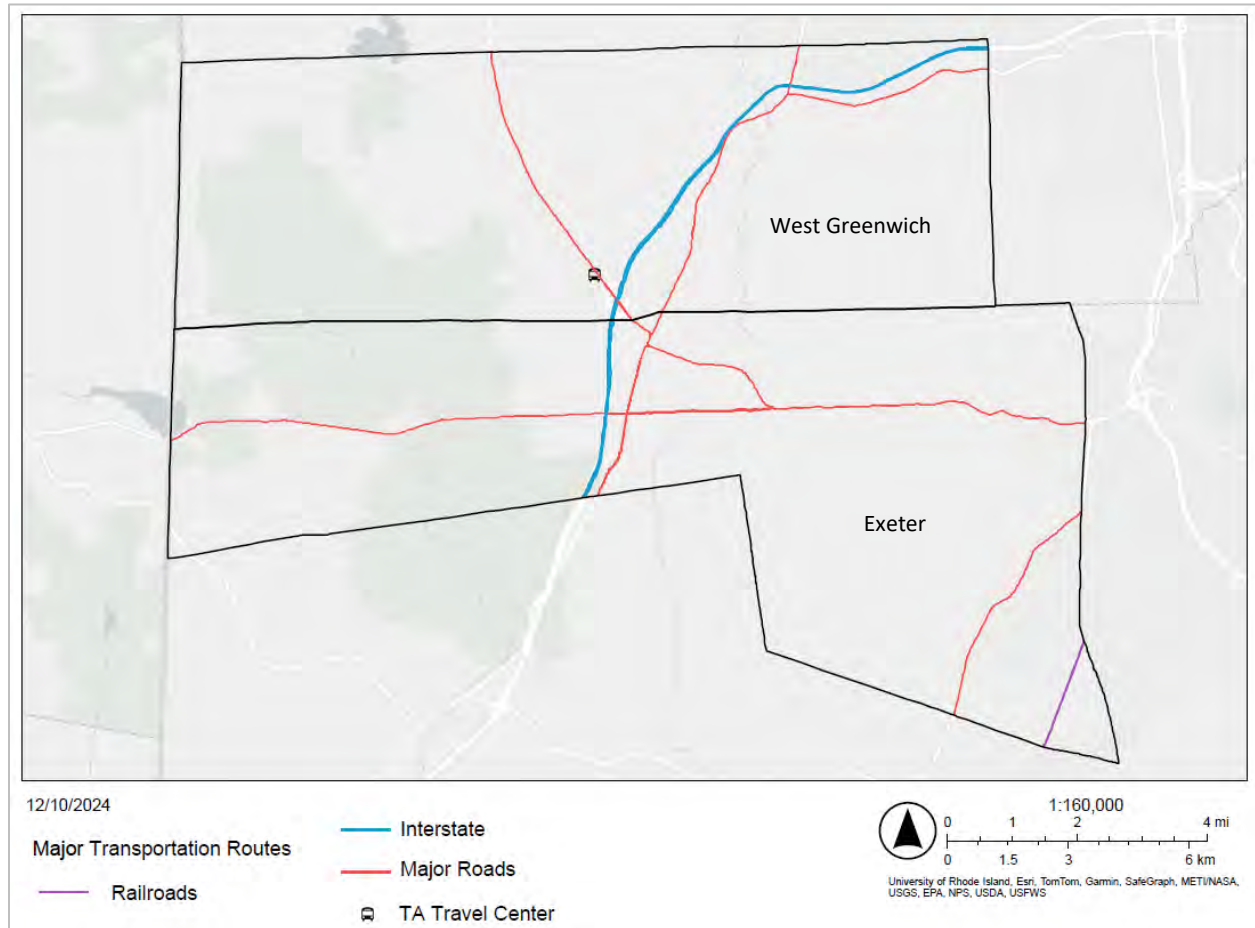 West Greenwich
Exeter
12/10/2024
Major Transportation Routes
Railroads
Interstate
Major Roads
TA Travel Center
1:160,000
0 1 2 4 mi
0 1.5 3 6 km
University of Rhode Island, Esri, TomTom, Garmin, SafeGraph, METI/NASA,
USGS, EPA, NPS, USDA, USFWS